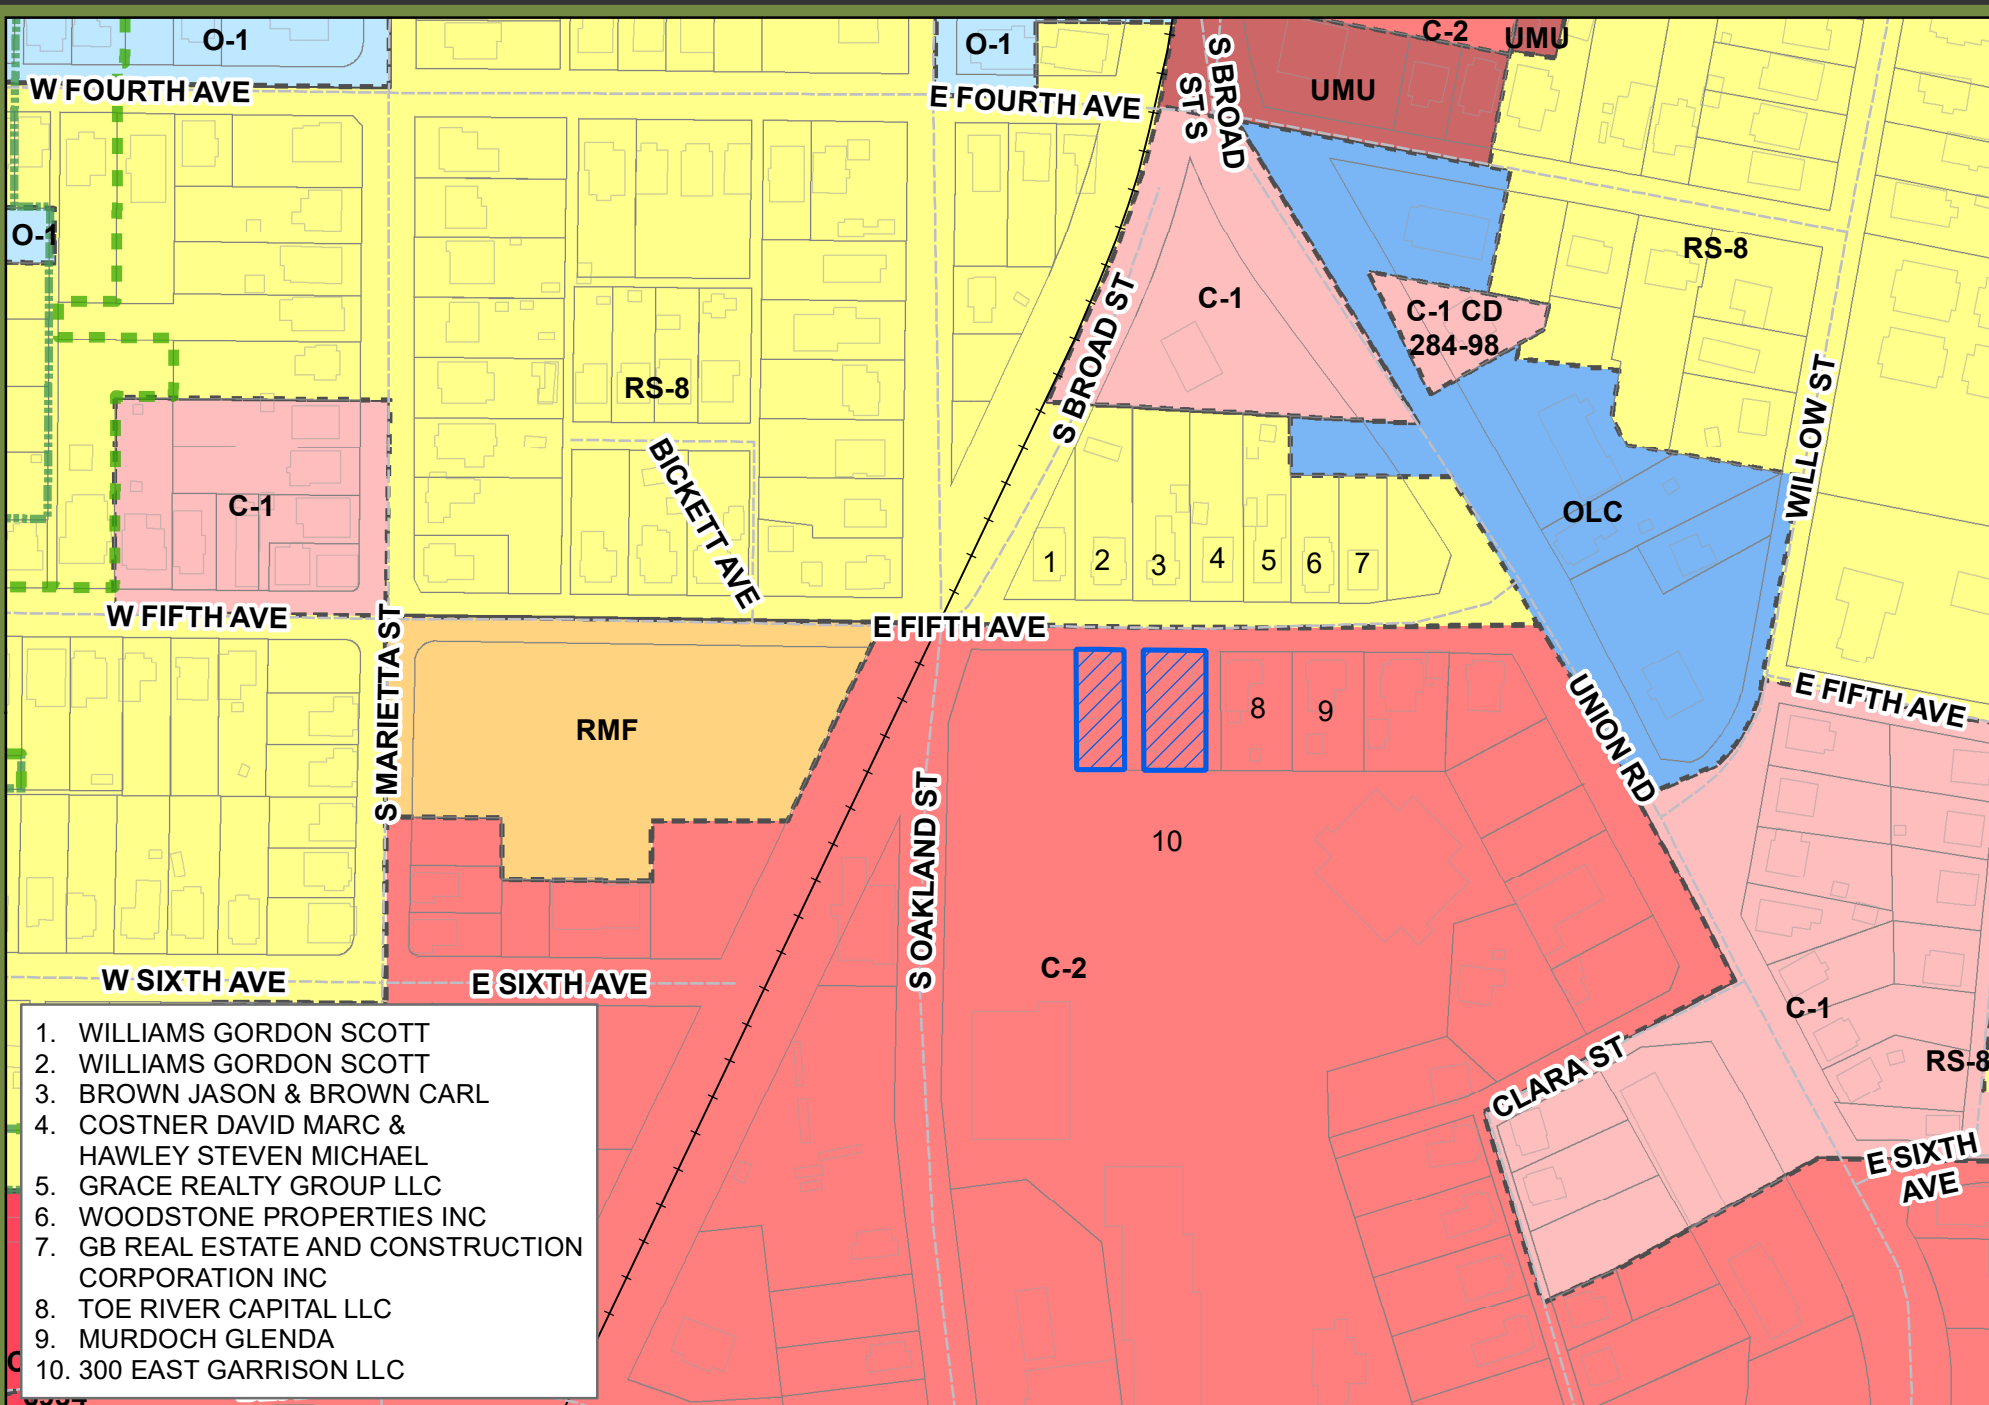 O-1
O-1
C-2
UMU
W FOURTH AVE
E FOURTH AVE
S BROAD
ST S
UMU
O-1
RS-8
C-1
C-1 CD
284-98
S BROAD ST
RS-8
WILLOW ST
BICKETT AVE
C-1
OLC
1
2
3
4
5
6
7
W FIFTH AVE
S MARIETTA ST
E FIFTH AVE
E FIFTH AVE
RMF
8
9
UNION RD
S OAKLAND ST
10
C-2
W SIXTH AVE
E SIXTH AVE
C-1
RS-8
CLARA ST
E SIXTH
AVE
1. WILLIAMS GORDON SCOTT
2. WILLIAMS GORDON SCOTT
3. BROWN JASON & BROWN CARL
4. COSTNER DAVID MARC &
HAWLEY STEVEN MICHAEL
5. GRACE REALTY GROUP LLC
6. WOODSTONE PROPERTIES INC
7. GB REAL ESTATE AND CONSTRUCTION
CORPORATION INC
8. TOE RIVER CAPITAL LLC
9. MURDOCH GLENDA
10. 300 EAST GARRISON LLC